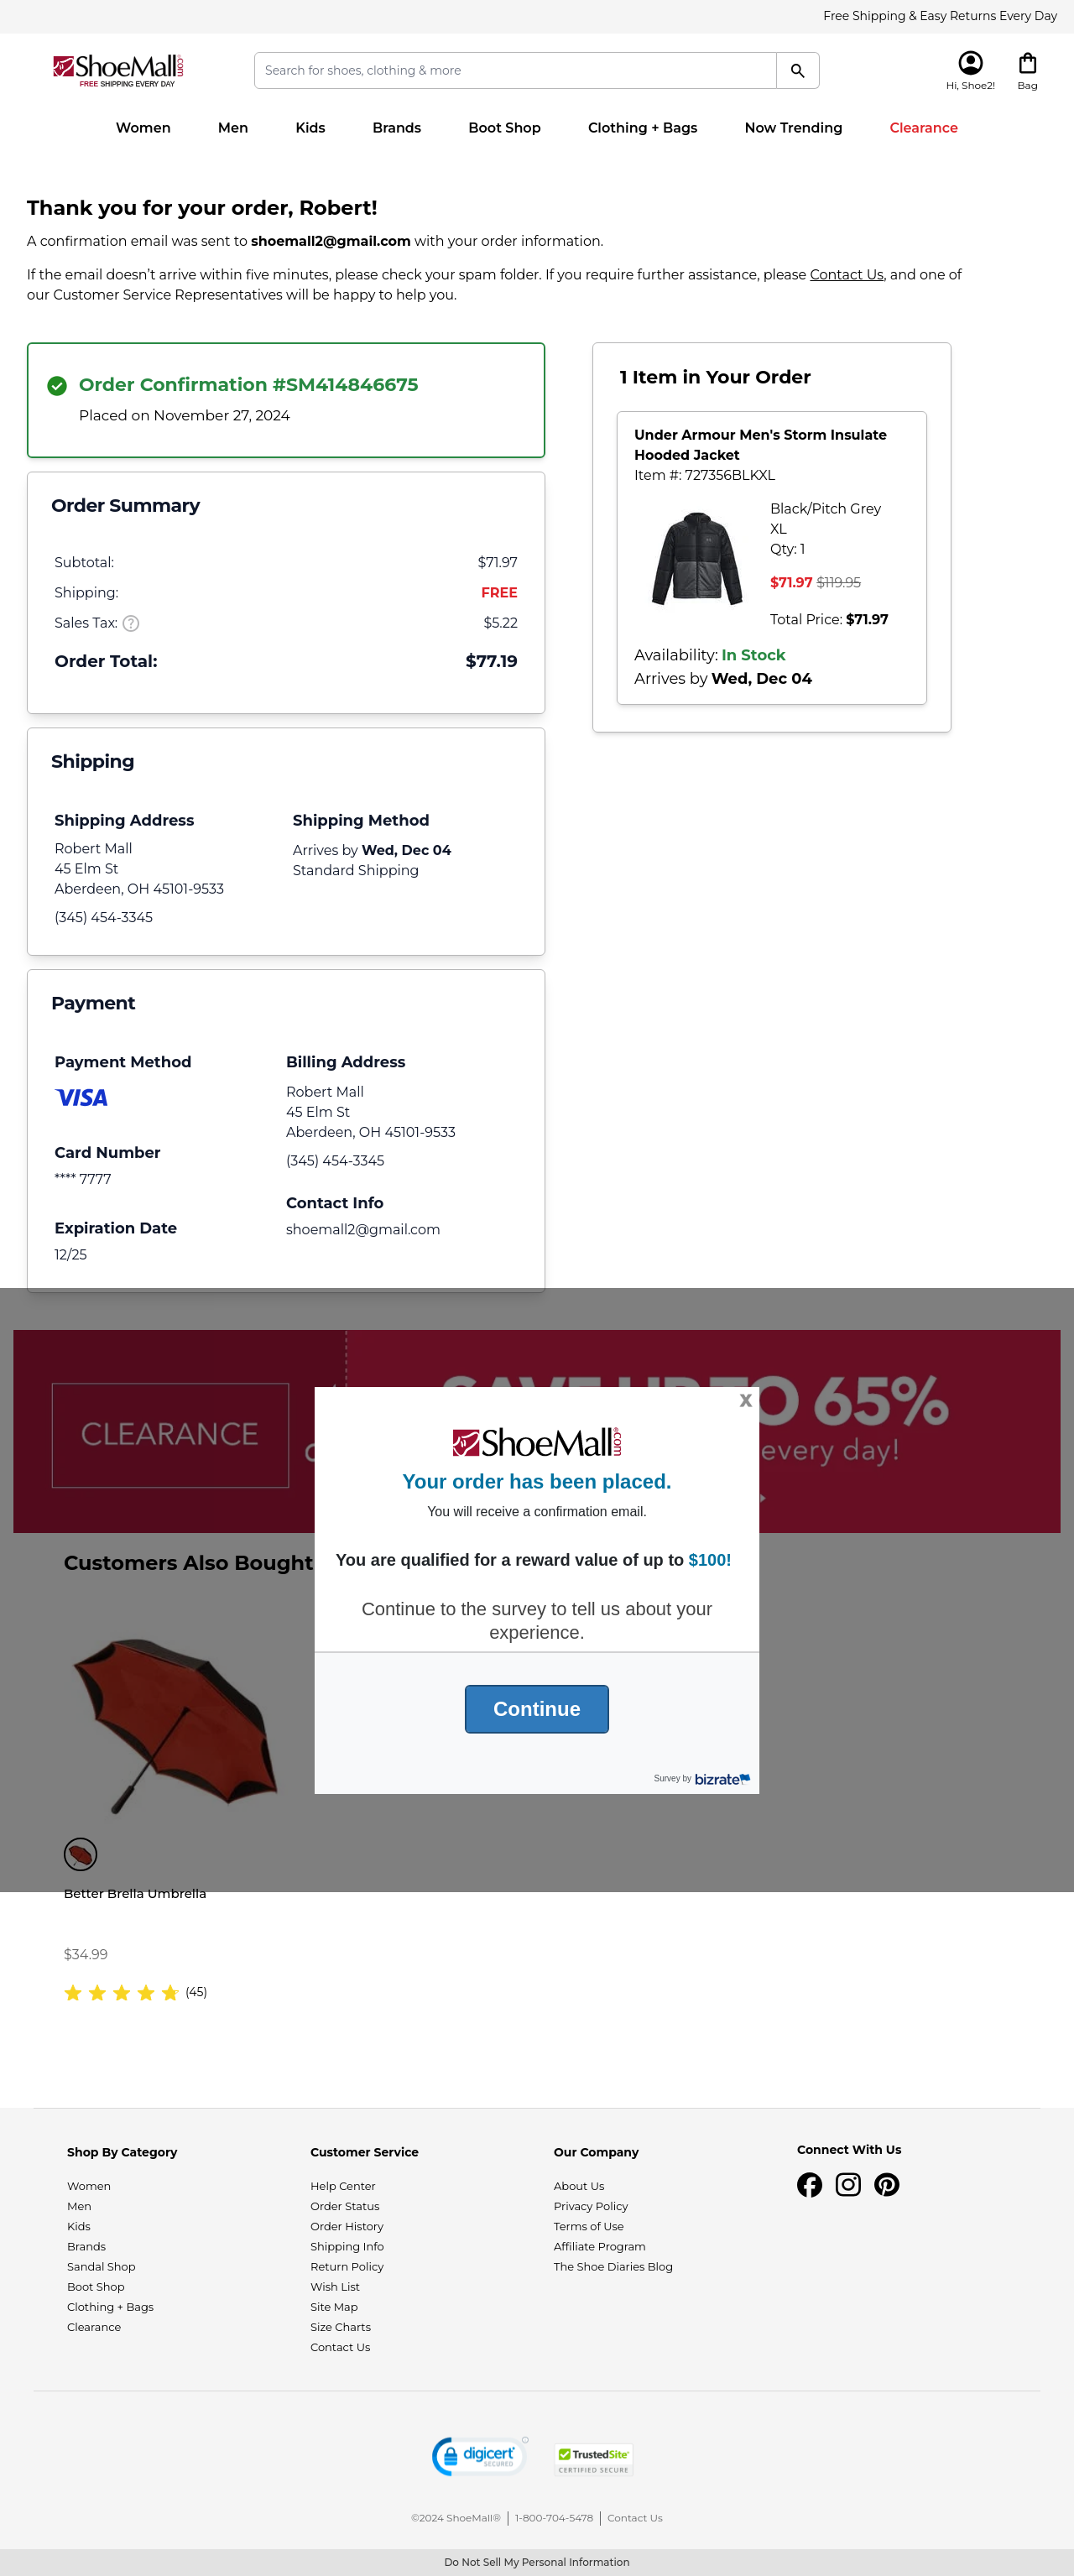 Free Shipping & Easy Returns Every Day
ShoeMall.com
FREE SHIPPING EVERY DAY
Search for shoes, clothing & more
Hi, Shoe2!
Bag
Women
Men
Kids
Brands
Boot Shop
Clothing + Bags
Now Trending
Clearance
Thank you for your order, Robert!
A confirmation email was sent to shoemall2@gmail.com with your order information.
If the email doesn't arrive within five minutes, please check your spam folder. If you require further assistance, please Contact Us, and one of
our Customer Service Representatives will be happy to help you.
Order Confirmation #SM414846675
Placed on November 27, 2024
Order Summary
Subtotal: $71.97
Shipping: FREE
Sales Tax: ? $5.22
Order Total: $77.19
Shipping
Shipping Address
Robert Mall
45 Elm St
Aberdeen, OH 45101-9533
(345) 454-3345
Shipping Method
Arrives by Wed, Dec 04
Standard Shipping
Payment
Payment Method
VISA
Card Number
**** 7777
Expiration Date
12/25
Billing Address
Robert Mall
45 Elm St
Aberdeen, OH 45101-9533
(345) 454-3345
Contact Info
shoemall2@gmail.com
1 Item in Your Order
Under Armour Men's Storm Insulate
Hooded Jacket
Item #: 727356BLKXL
Black/Pitch Grey
XL
Qty: 1
$71.97 $119.95
Total Price: $71.97
Availability: In Stock
Arrives by Wed, Dec 04
CLEARANCE
SAVE UP TO 65%
every day!
X
ShoeMall.com
Your order has been placed.
You will receive a confirmation email.
You are qualified for a reward value of up to $100!
Continue to the survey to tell us about your
experience.
Continue
Survey by bizrate
Customers Also Bought
Better Brella Umbrella
$34.99
(45)
Shop By Category
Women
Men
Kids
Brands
Sandal Shop
Boot Shop
Clothing + Bags
Clearance
Customer Service
Help Center
Order Status
Order History
Shipping Info
Return Policy
Wish List
Site Map
Size Charts
Contact Us
Our Company
About Us
Privacy Policy
Terms of Use
Affiliate Program
The Shoe Diaries Blog
Connect With Us
digicert
SECURED
TrustedSite
CERTIFIED SECURE
©2024 ShoeMall® | 1-800-704-5478 | Contact Us
Do Not Sell My Personal Information